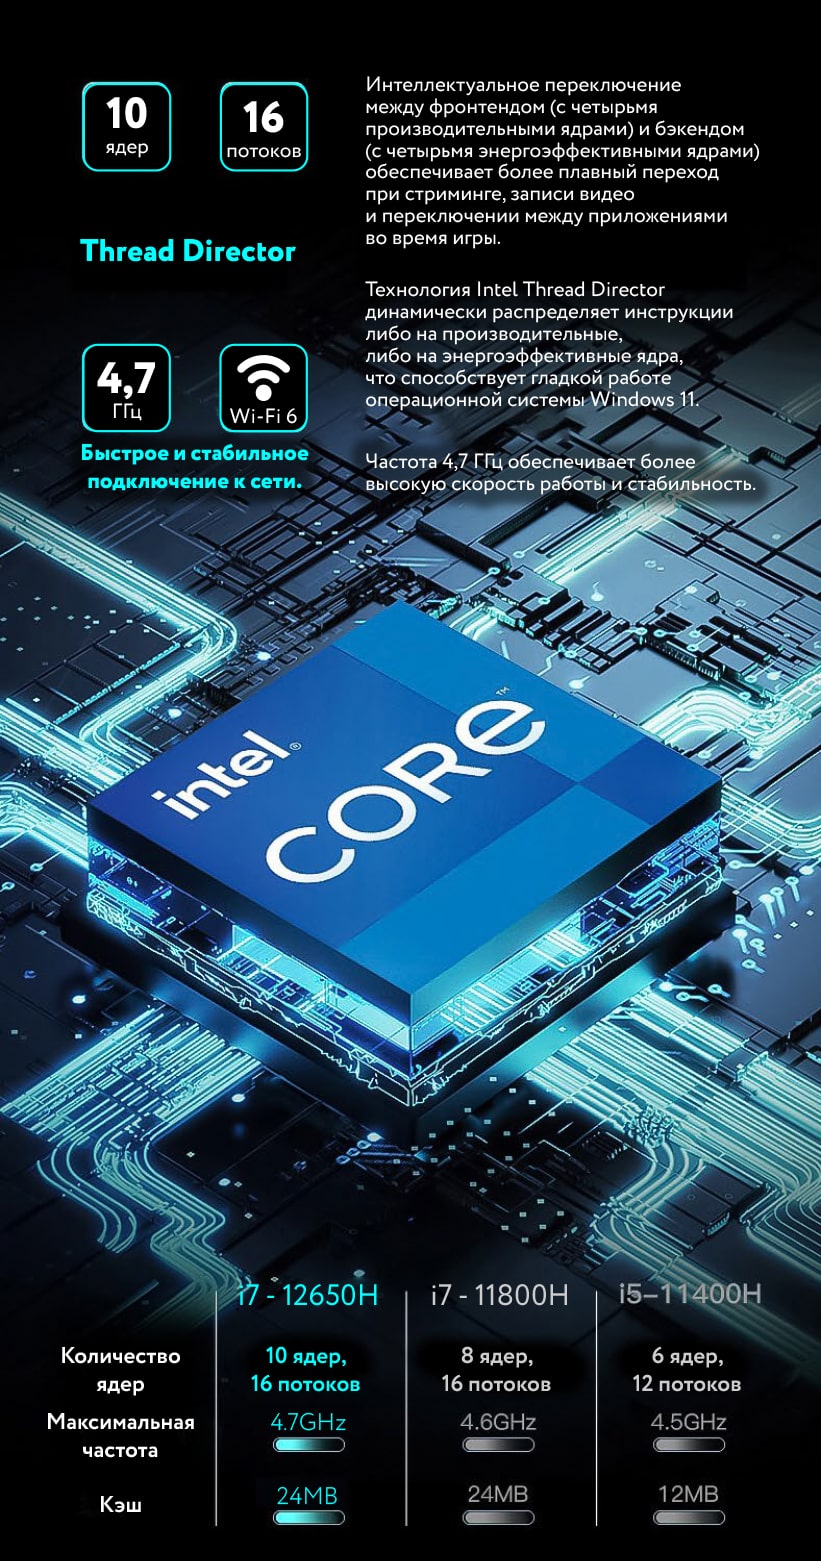 10
ядер
16
потоков
Интеллектуальное переключение
между фронтендом (с четырьмя
производительными ядрами) и бэкендом
(с четырьмя энергоэффективными ядрами)
обеспечивает более плавный переход
при стриминге, записи видео
и переключении между приложениями
во время игры.
Thread Director
Технология Intel Thread Director
динамически распределяет инструкции
либо на производительные,
либо на энергоэффективные ядра,
что способствует гладкой работе
операционной системы Windows 11.
4,7
ГГц
Wi-Fi 6
Быстрое и стабильное
подключение к сети.
Частота 4,7 ГГц обеспечивает более
высокую скорость работы и стабильность.
intel®
CORE™
i7 - 12650H i7 - 11800H i5-11400H
Количество ядер
10 ядер, 16 потоков
8 ядер, 16 потоков
6 ядер, 12 потоков
Максимальная частота
4.7GHz 4.6GHz 4.5GHz
Кэш 24MB 24MB 12MB